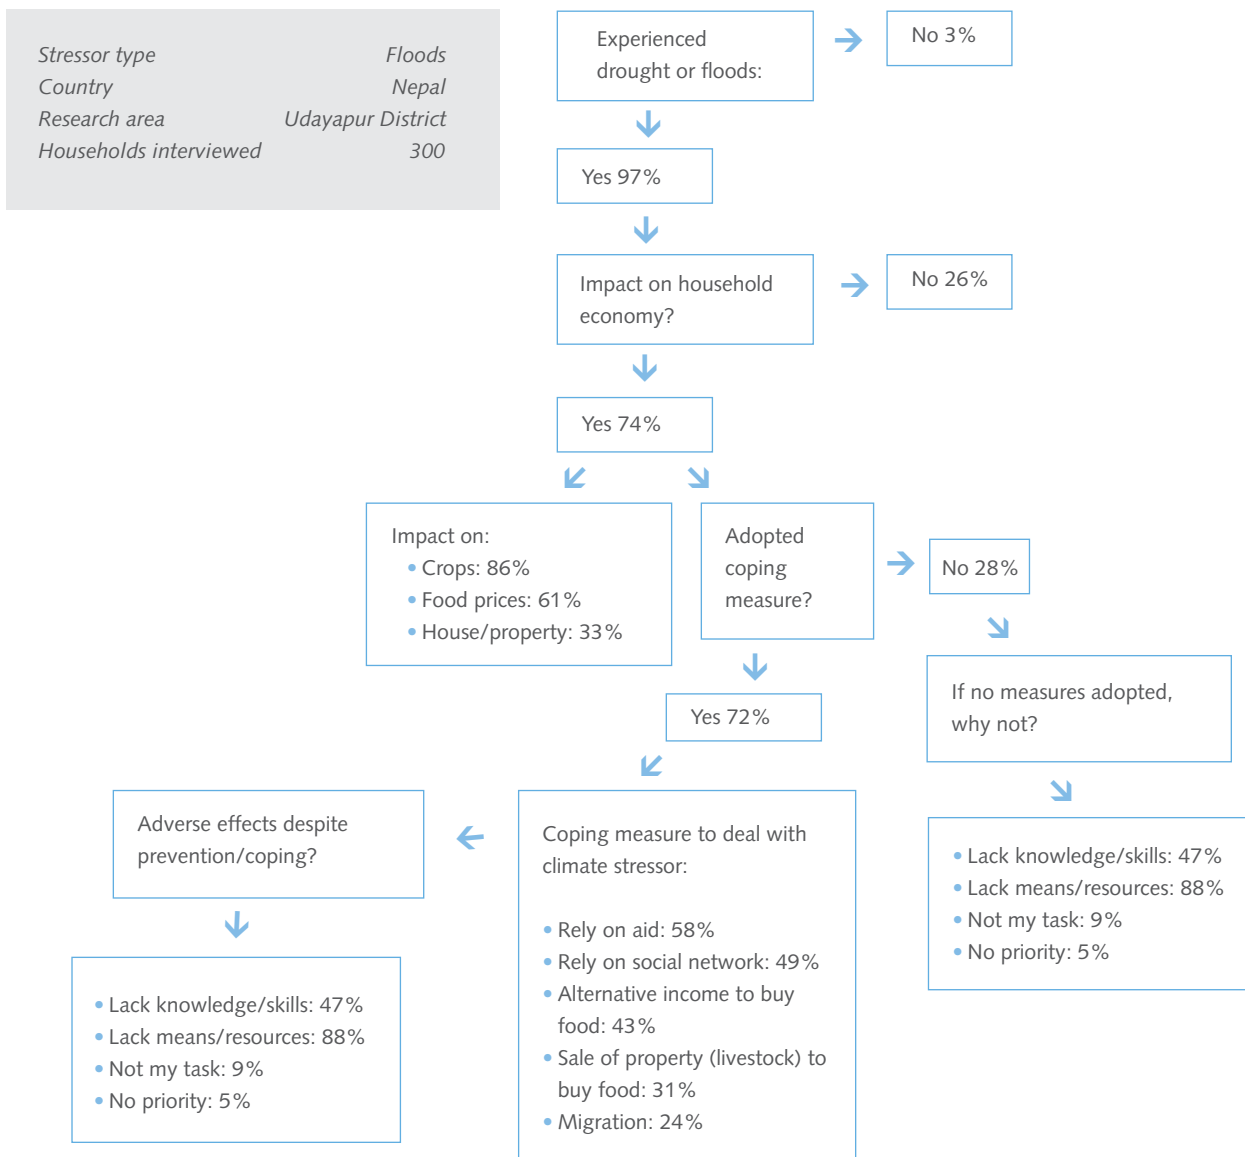 Stressor type Floods
Country Nepal
Research area Udayapur District
Households interviewed 300
Experienced
drought or floods:
No 3%
Yes 97%
Impact on household
economy?
No 26%
Yes 74%
Impact on:
• Crops: 86%
• Food prices: 61%
• House/property: 33%
Adopted
coping
measure?
No 28%
Yes 72%
If no measures adopted,
why not?
• Lack knowledge/skills: 47%
• Lack means/resources: 88%
• Not my task: 9%
• No priority: 5%
Coping measure to deal with
climate stressor:
• Rely on aid: 58%
• Rely on social network: 49%
• Alternative income to buy
food: 43%
• Sale of property (livestock) to
buy food: 31%
• Migration: 24%
Adverse effects despite
prevention/coping?
• Lack knowledge/skills: 47%
• Lack means/resources: 88%
• Not my task: 9%
• No priority: 5%